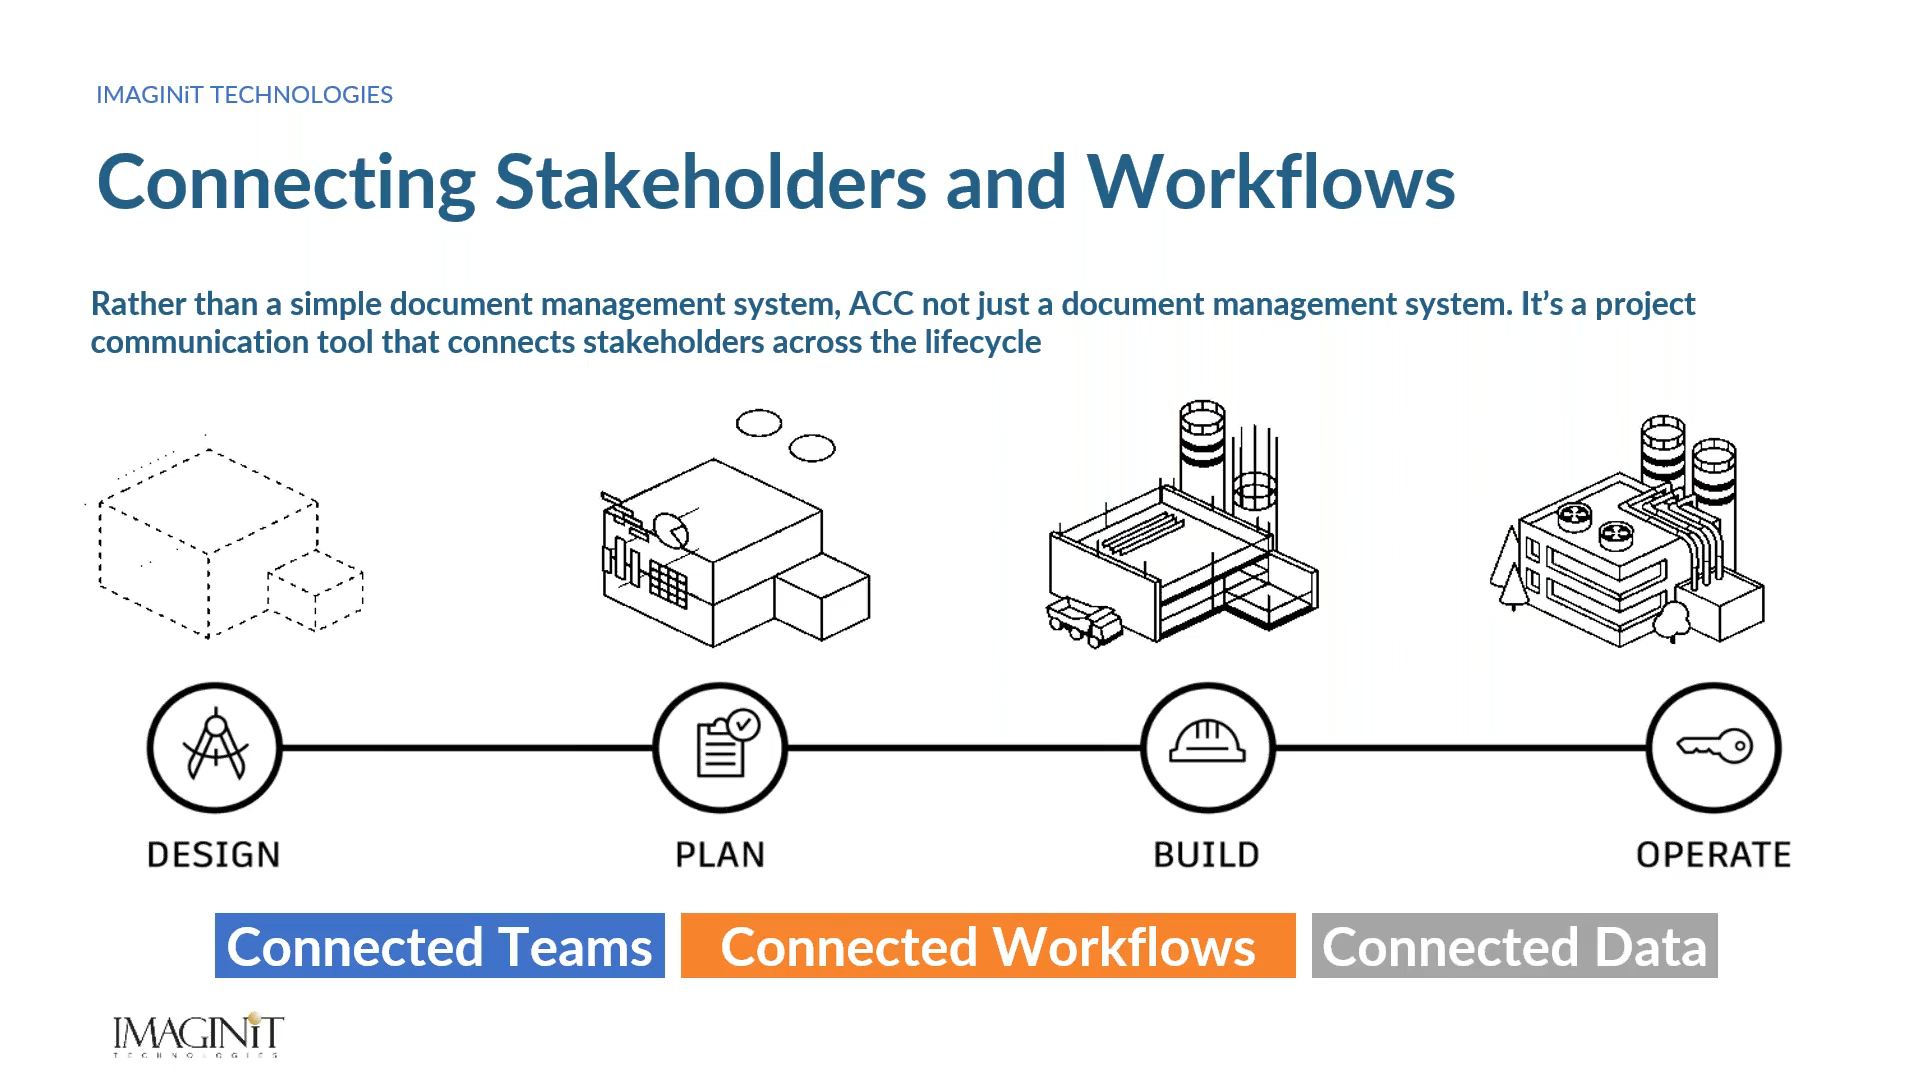 IMAGINiT TECHNOLOGIES
Connecting Stakeholders and Workflows
Rather than a simple document management system, ACC not just a document management system. It’s a project
communication tool that connects stakeholders across the lifecycle
DESIGN
PLAN
BUILD
OPERATE
Connected Teams
Connected Workflows
Connected Data
IMAGINiT
TECHNOLOGIES